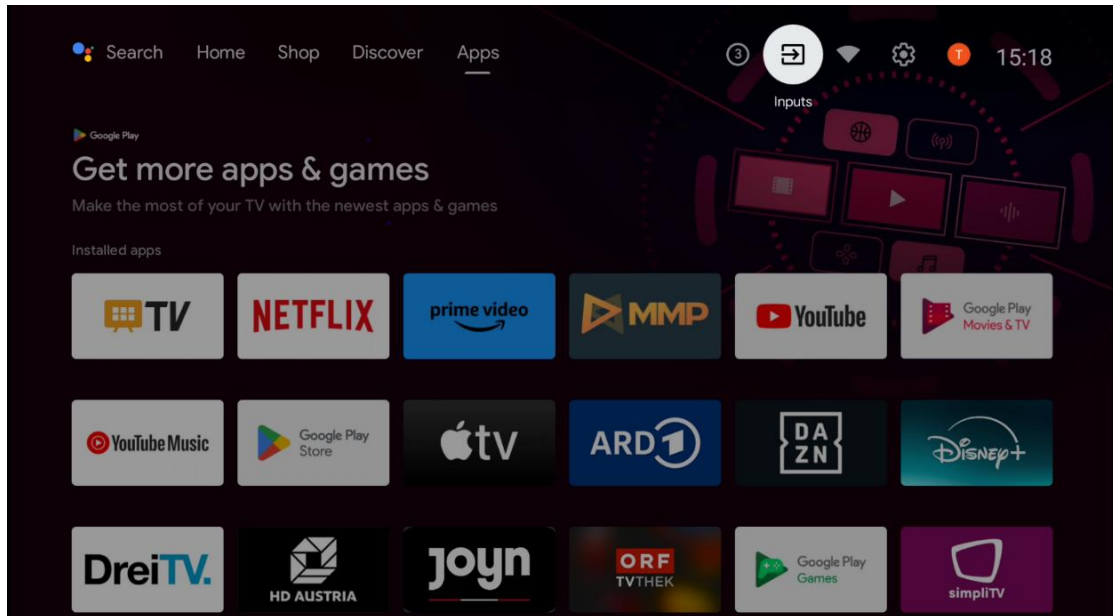 Search Home Shop Discover Apps 3 T 15:18
Inputs
Google Play
Get more apps & games
Make the most of your TV with the newest apps & games
Installed apps
TV NETFLIX prime video MMP YouTube Google Play
Movies & TV
YouTube Music Google Play
Store
tv ARD 1 DA
ZN
Disney+
DreiTV. HD AUSTRIA joyn ORF
TVTHEK
Google Play
Games
simpliTV